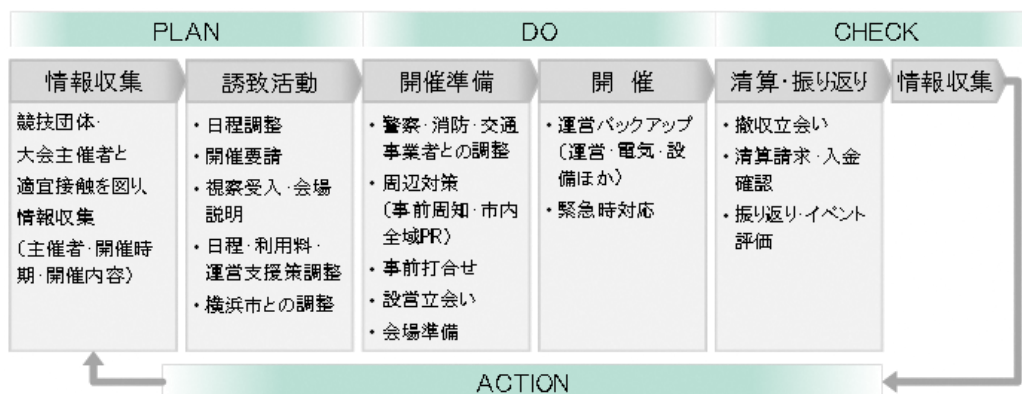 PLAN
DO
CHECK
情報収集
誘致活動
開催準備
開 催
清算・振り返り
情報収集
競技団体・
大会主催者と
適宜接触を図り、
情報収集
(主催者・開催時
期・開催内容)
・日程調整
・開催要請
・視察受入・会場
説明
・日程・利用料・
運営支援策調整
・横浜市との調整
・警察・消防・交通
事業者との調整
・周辺対策
(事前周知・市内
全域PR)
・事前打合せ
・設営立会い
・会場準備
・運営バックアップ
(運営・電気・設
備ほか)
・緊急時対応
・撤収立会い
・清算請求・入金
確認
・振り返り・イベント
評価
ACTION